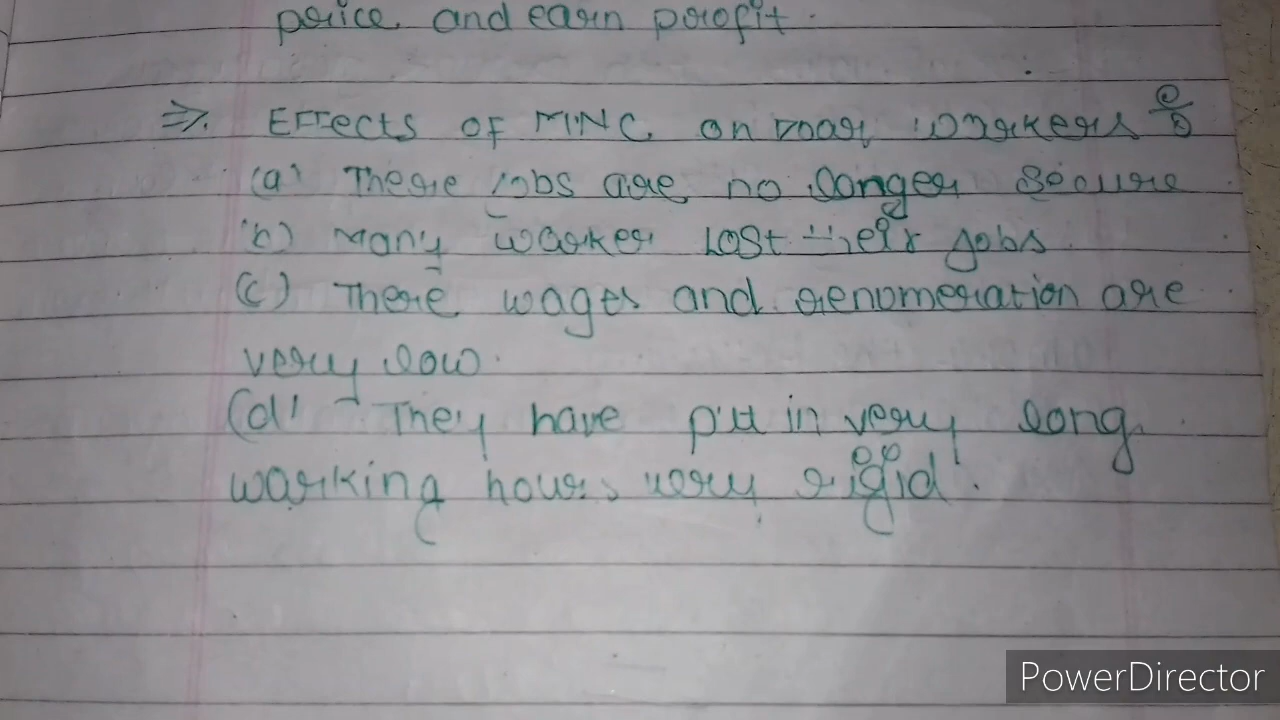 price and earn profit.
⇒ Effects of MNC on poor workers :
(a) There jobs are no longer secure
(b) Many worker lost their jobs
(c) There wages and renomeration are
very low.
(d) They have put in very long
working hours very rigid.
PowerDirector